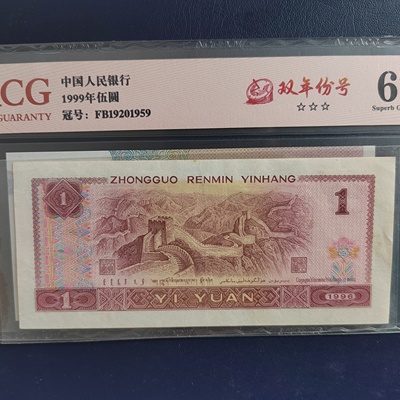 CG
GUARANTY
中国人民银行
1999年伍圓
冠号: FB19201959
双年份号
☆☆☆
6
Superb G
ZHONGGUO RENMIN YINHANG
1
1
1
YI YUAN
1996